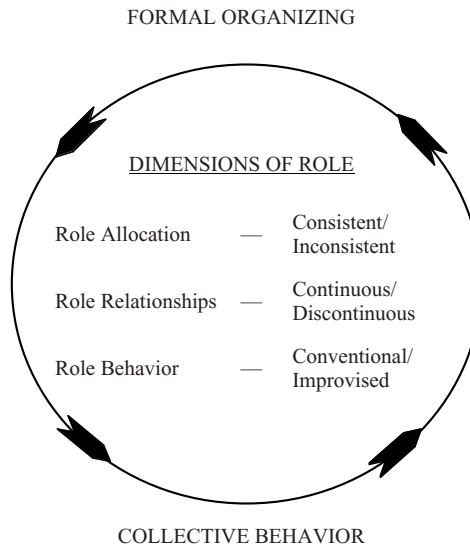 FORMAL ORGANIZING
DIMENSIONS OF ROLE
Role Allocation — Consistent/
Inconsistent
Role Relationships — Continuous/
Discontinuous
Role Behavior — Conventional/
Improvised
COLLECTIVE BEHAVIOR